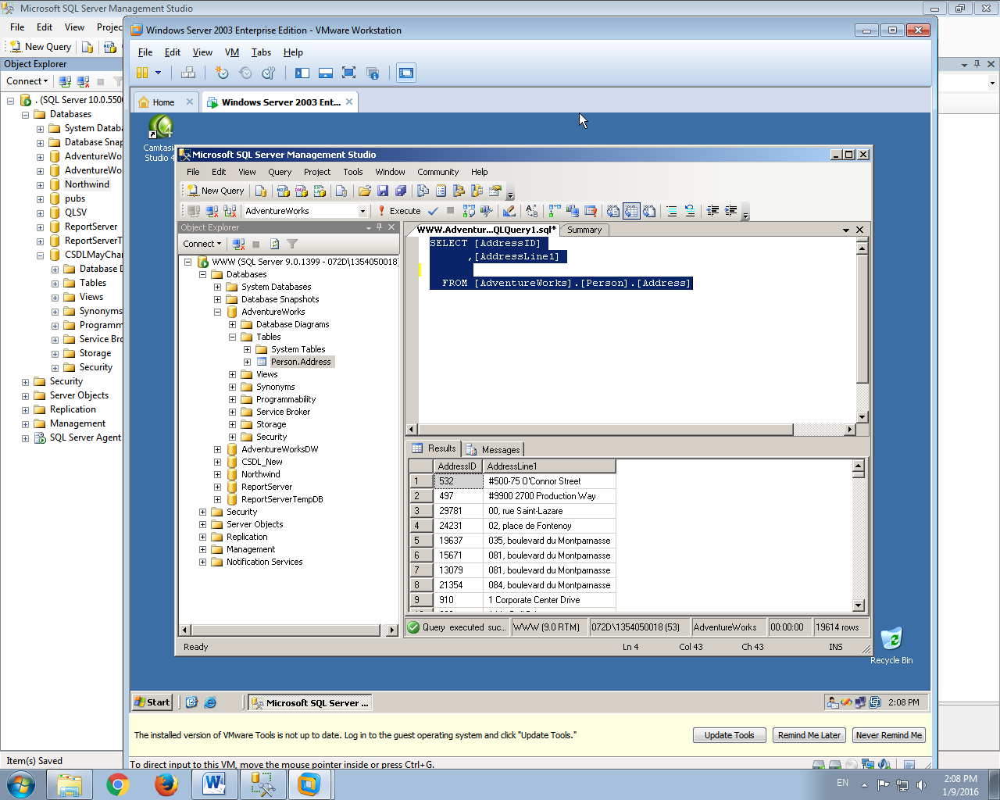 Microsoft SQL Server Management Studio
File Edit View Projec
New Query
Object Explorer
Connect
. (SQL Server 10.0.550
Databases
System Databa
Database Snap
AdventureWo
AdventureWo
Northwind
pubs
QLSV
ReportServer
ReportServerT
CSDLMayCha
Database D
Tables
Views
Synonyms
Programm
Service Bro
Storage
Security
Security
Server Objects
Replication
Management
SQL Server Agent
Item(s) Saved
Windows Server 2003 Enterprise Edition - VMware Workstation
File Edit View VM Tabs Help
Home
Windows Server 2003 Ent...
Camtasi
Studio 4
Microsoft SQL Server Management Studio
File Edit View Query Project Tools Window Community Help
New Query
AdventureWorks
Execute
Object Explorer
Connect
WWW (SQL Server 9.0.1399 - 072D\1354050018
Databases
System Databases
Database Snapshots
AdventureWorks
Database Diagrams
Tables
System Tables
Person.Address
Views
Synonyms
Programmability
Service Broker
Storage
Security
AdventureWorksDW
CSDL_New
Northwind
ReportServer
ReportServerTempDB
Security
Server Objects
Replication
Management
Notification Services
WWW.Adventur...QLQuery1.sql* Summary
SELECT [AddressID]
,[AddressLine1]
FROM [AdventureWorks].[Person].[Address]
Results Messages
AddressID AddressLine1
1 532 #500-75 O'Connor Street
2 497 #9900 2700 Production Way
3 29781 00, rue Saint-Lazare
4 24231 02, place de Fontenoy
5 19637 035, boulevard du Montparnasse
6 15671 081, boulevard du Montparnasse
7 13079 081, boulevard du Montparnasse
8 21354 084, boulevard du Montparnasse
9 910 1 Corporate Center Drive
Query executed suc... WWW (9.0 RTM) 072D\1354050018 (53) AdventureWorks 00:00:00 19614 rows
Ready Ln 4 Col 43 Ch 43 INS
Recycle Bin
Start Microsoft SQL Server ... 2:08 PM
The installed version of VMware Tools is not up to date. Log in to the guest operating system and click "Update Tools."
Update Tools Remind Me Later Never Remind Me
To direct input to this VM, move the mouse pointer inside or press Ctrl+G.
EN 2:08 PM
1/9/2016